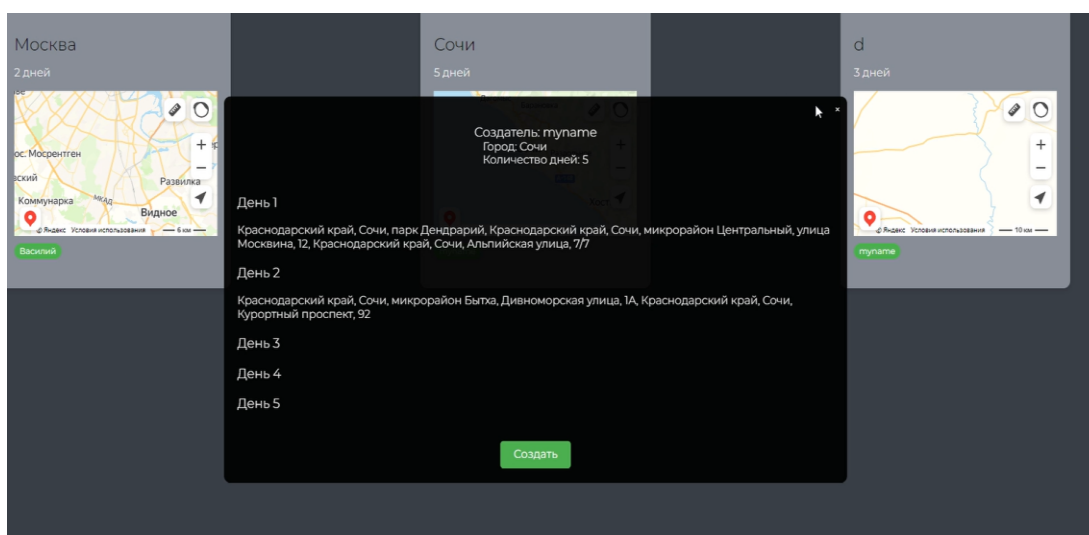 Москва
2 дней
ос. Мосрентген
Развилка
Коммунарка
МКАД
Видное
© Яндекс Условия использования 6 км
Василий
Сочи
5 дней
d
3 дней
© Яндекс Условия использования 10 км
myname
×
Создатель: myname
Город: Сочи
Количество дней: 5
День 1
Краснодарский край, Сочи, парк Дендрарий, Краснодарский край, Сочи, микрорайон Центральный, улица
Москвина, 12, Краснодарский край, Сочи, Альпийская улица, 7/7
День 2
Краснодарский край, Сочи, микрорайон Бытха, Дивноморская улица, 1А, Краснодарский край, Сочи,
Курортный проспект, 92
День 3
День 4
День 5
Создать